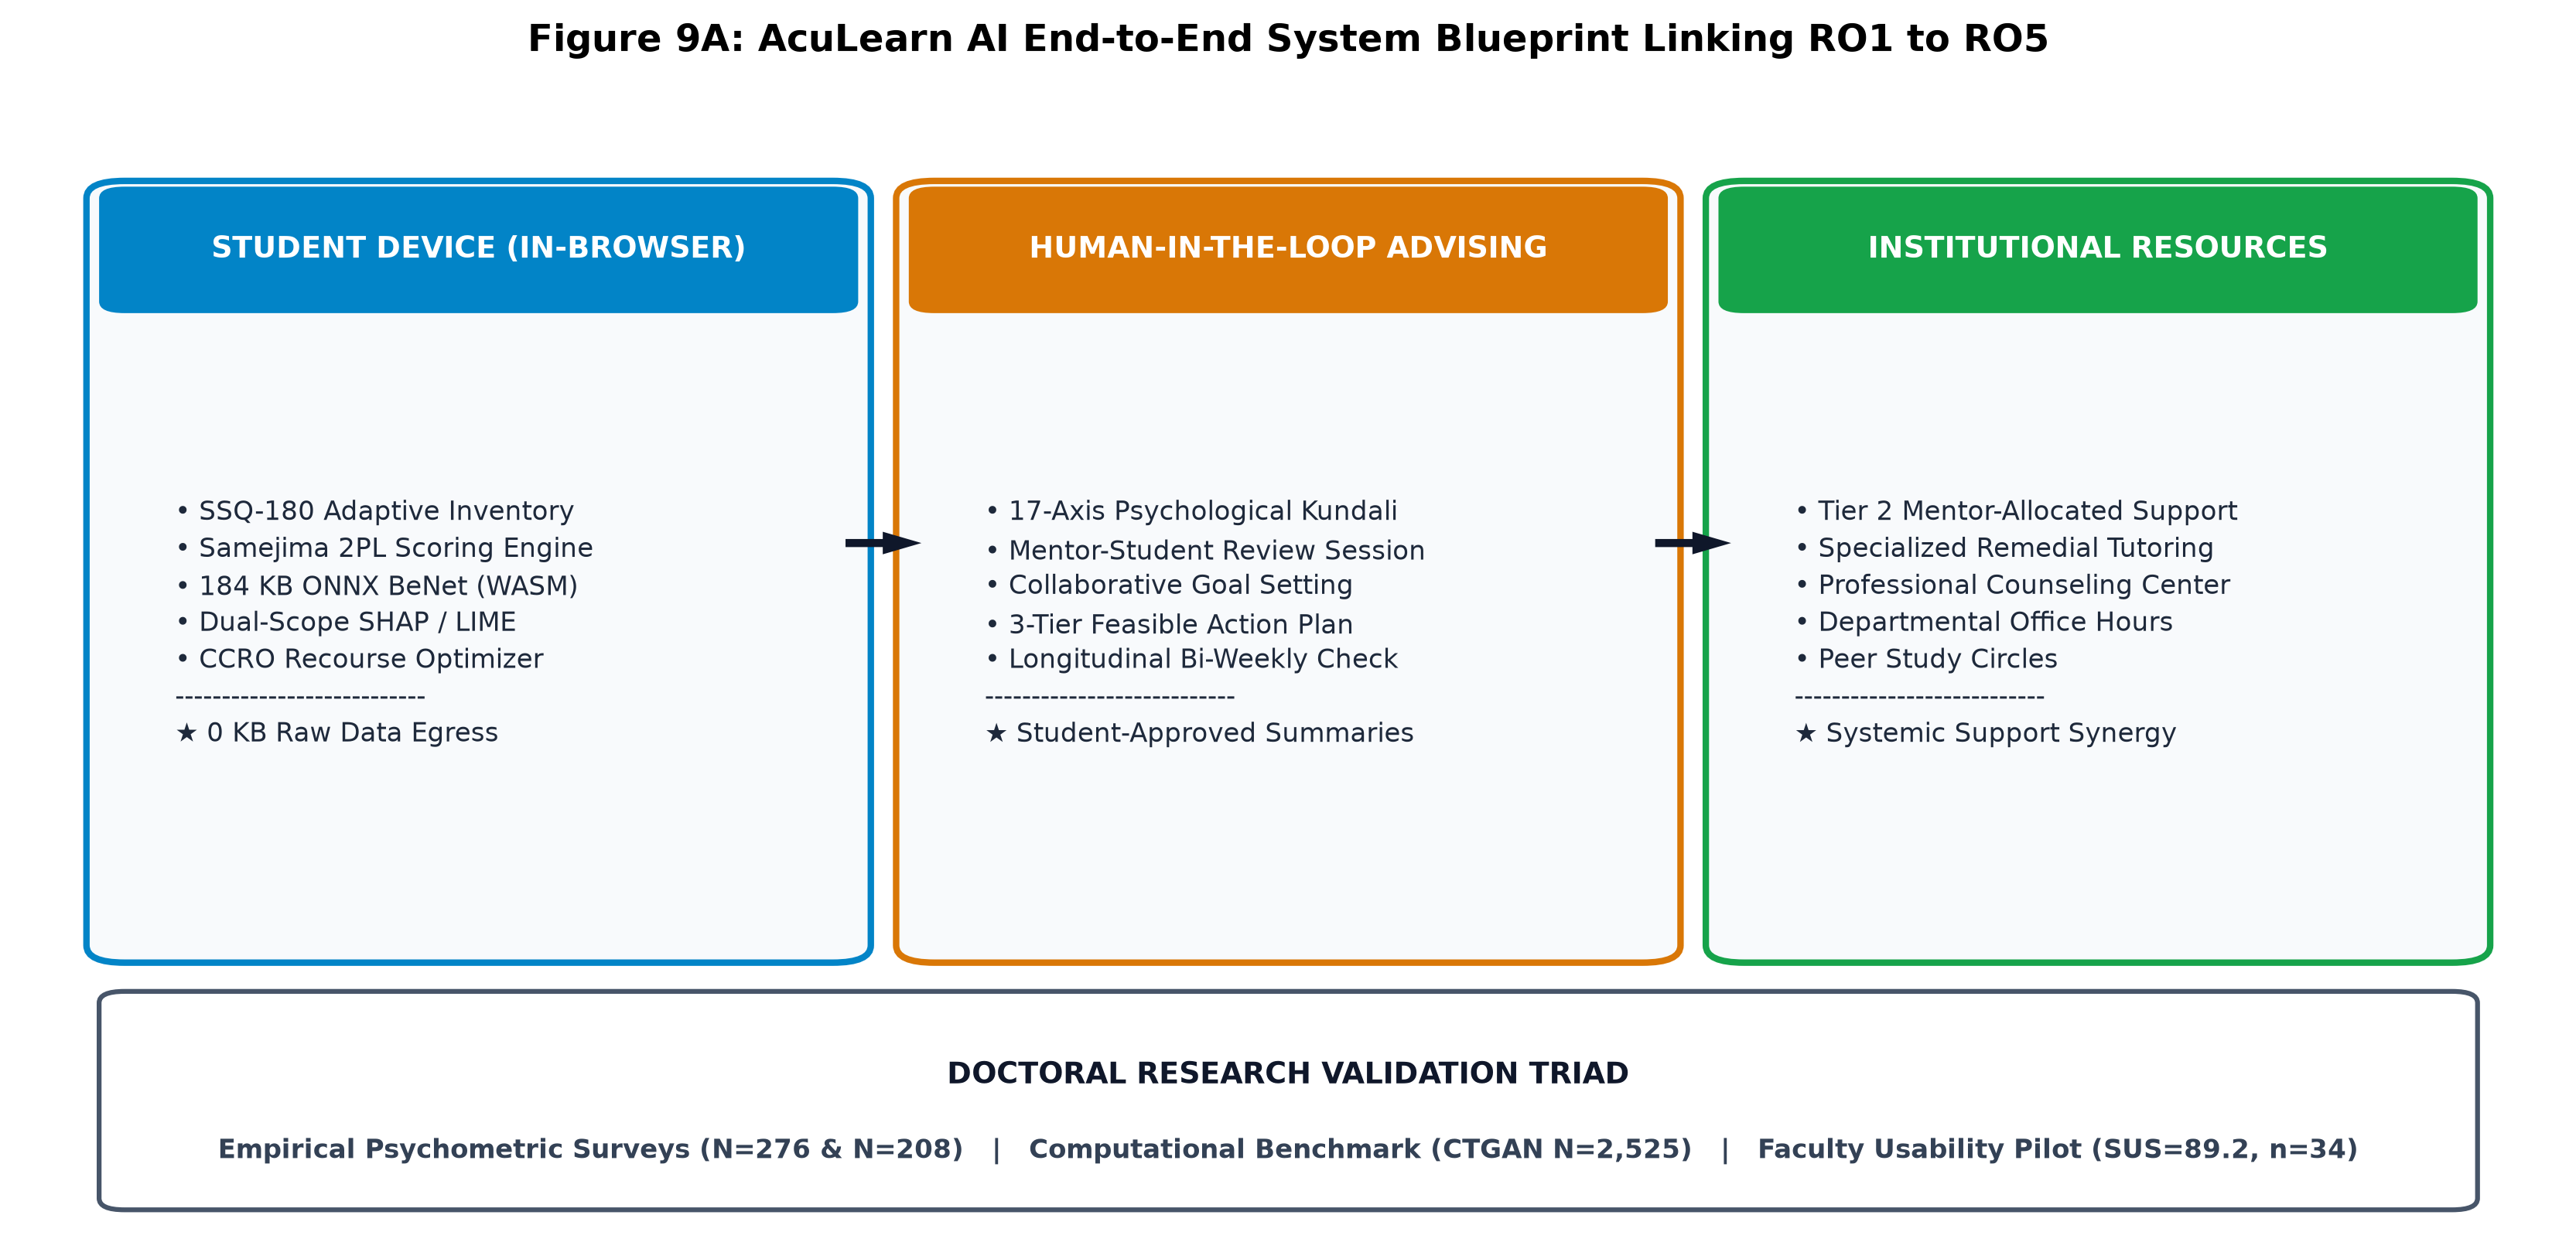 Figure 9A: AcuLearn AI End-to-End System Blueprint Linking RO1 to RO5
STUDENT DEVICE (IN-BROWSER)
• SSQ-180 Adaptive Inventory
• Samejima 2PL Scoring Engine
• 184 KB ONNX BeNet (WASM)
• Dual-Scope SHAP / LIME
• CCRO Recourse Optimizer
---------------------------
★ 0 KB Raw Data Egress
HUMAN-IN-THE-LOOP ADVISING
• 17-Axis Psychological Kundali
• Mentor-Student Review Session
• Collaborative Goal Setting
• 3-Tier Feasible Action Plan
• Longitudinal Bi-Weekly Check
---------------------------
★ Student-Approved Summaries
INSTITUTIONAL RESOURCES
• Tier 2 Mentor-Allocated Support
• Specialized Remedial Tutoring
• Professional Counseling Center
• Departmental Office Hours
• Peer Study Circles
---------------------------
★ Systemic Support Synergy
DOCTORAL RESEARCH VALIDATION TRIAD
Empirical Psychometric Surveys (N=276 & N=208) | Computational Benchmark (CTGAN N=2,525) | Faculty Usability Pilot (SUS=89.2, n=34)